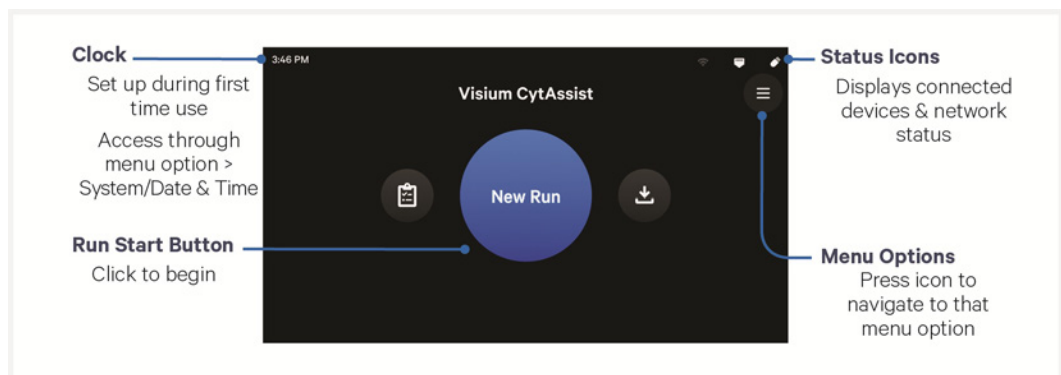 Clock
Set up during first
time use
Access through
menu option >
System/Date & Time
Run Start Button
Click to begin
3:46 PM
Visium CytAssist
New Run
Status Icons
Displays connected
devices & network
status
Menu Options
Press icon to
navigate to that
menu option